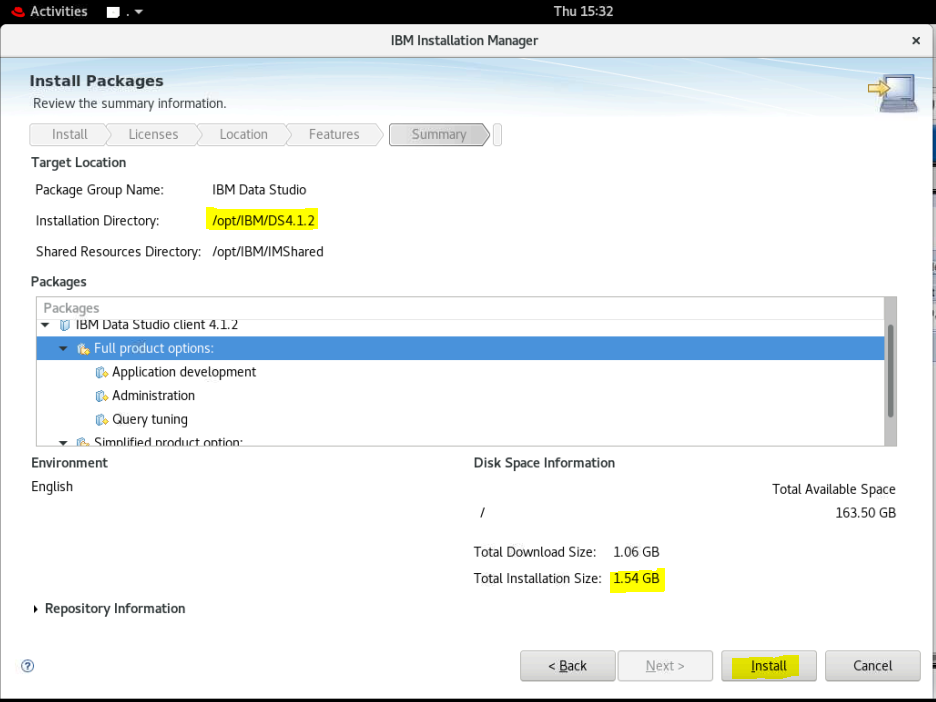 Activities . Thu 15:32
IBM Installation Manager ×
Install Packages
Review the summary information.
Install Licenses Location Features Summary
Target Location
Package Group Name: IBM Data Studio
Installation Directory: /opt/IBM/DS4.1.2
Shared Resources Directory: /opt/IBM/IMShared
Packages
Packages
IBM Data Studio client 4.1.2
Full product options:
Application development
Administration
Query tuning
Simplified product option:
Environment
English
Disk Space Information
Total Available Space
/ 163.50 GB
Total Download Size: 1.06 GB
Total Installation Size: 1.54 GB
Repository Information
? < Back Next > Install Cancel